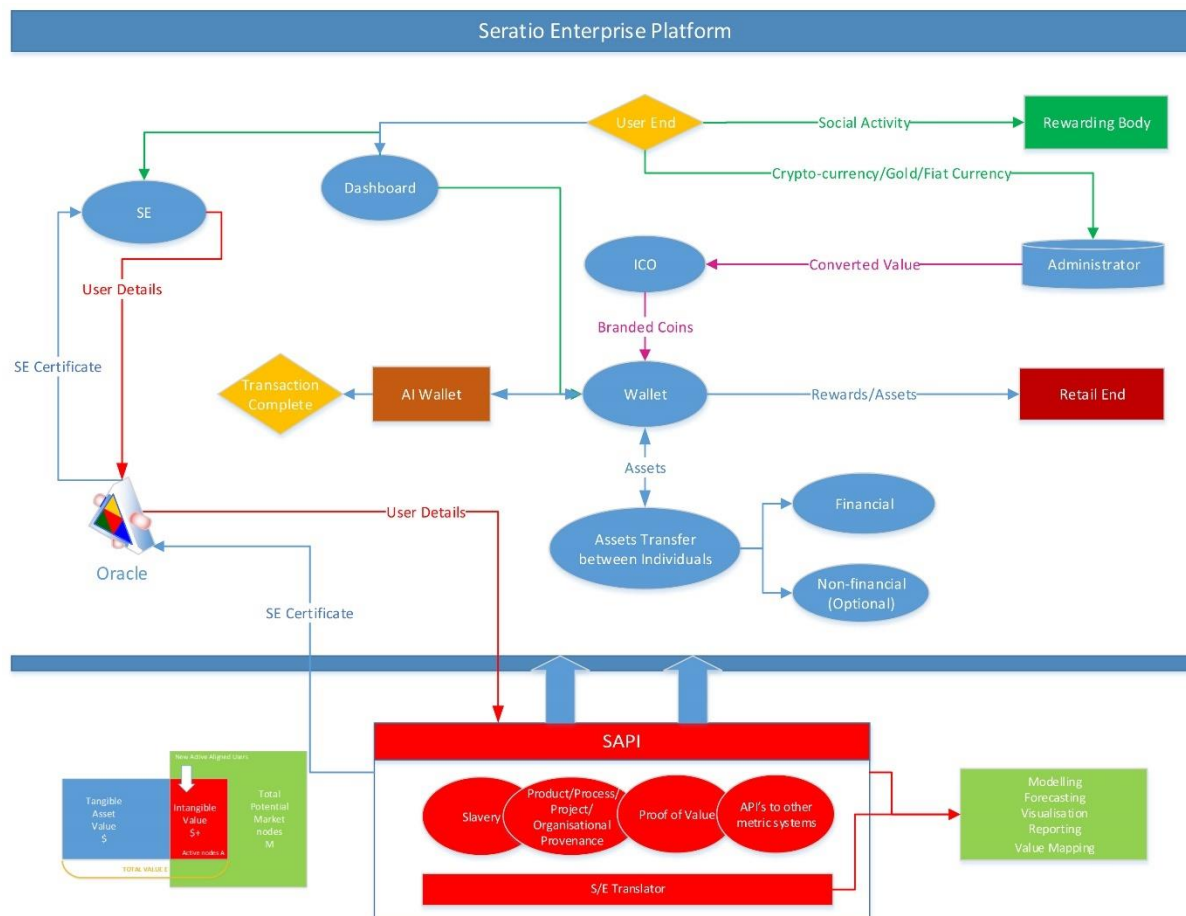 Seratio Enterprise Platform
User End
Social Activity
Rewarding Body
Dashboard
Crypto-currency/Gold/Fiat Currency
SE
ICO
Converted Value
Administrator
User Details
Branded Coins
SE Certificate
Transaction
Complete
AI Wallet
Wallet
Rewards/Assets
Retail End
Assets
Financial
User Details
Assets Transfer
between Individuals
Oracle
Non-financial
(Optional)
SE Certificate
SAPI
New Active Aligned Users
Tangible
Asset
Value
$
Intangible
Value
$+
Active nodes A
Total
Potential
Market
nodes
M
TOTAL VALUE £
Slavery
Product/Process/
Project/
Organisational
Provenance
Proof of Value
API's to other
metric systems
S/E Translator
Modelling
Forecasting
Visualisation
Reporting
Value Mapping